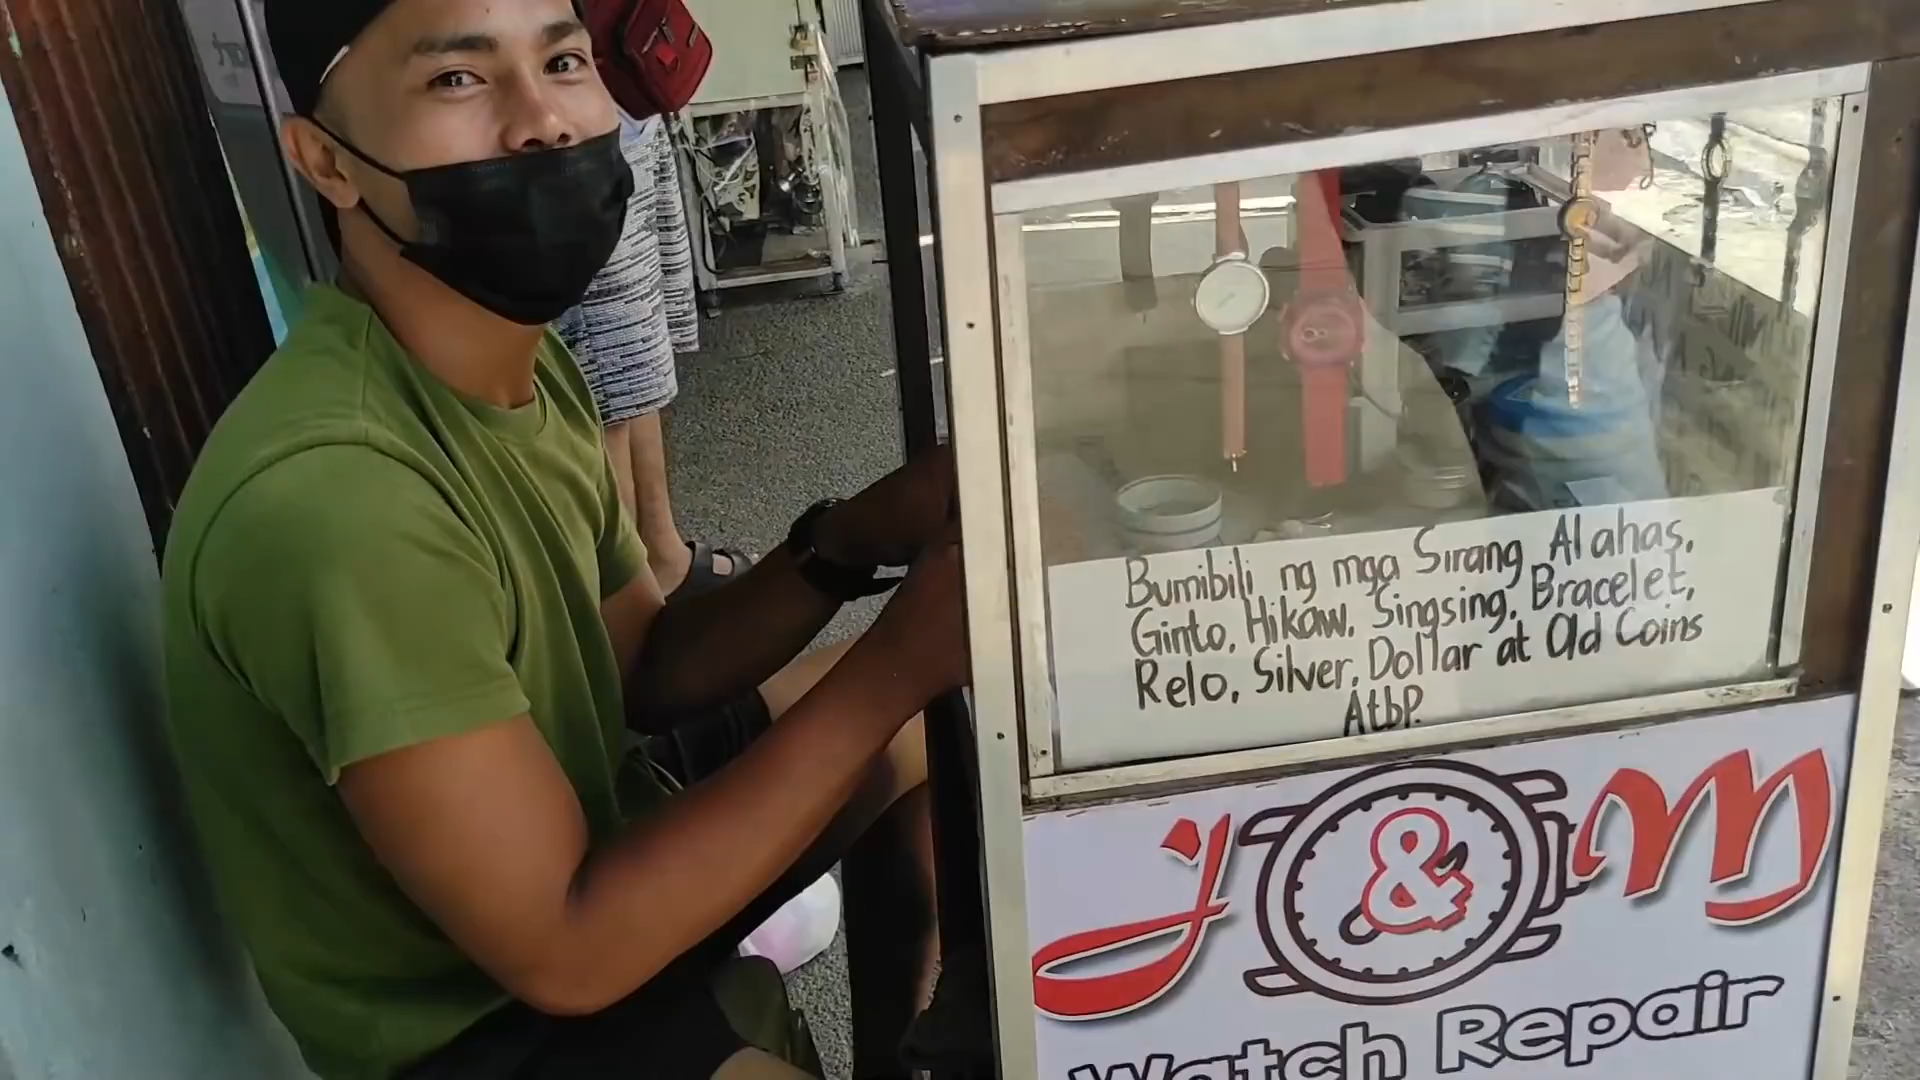 Bumibili ng mga Sirang Alahas.
Ginto, Hikaw, Singsing, Bracelet,
Relo, Silver, Dollar at Old Coins
Atbp.
J & M
Watch Repair